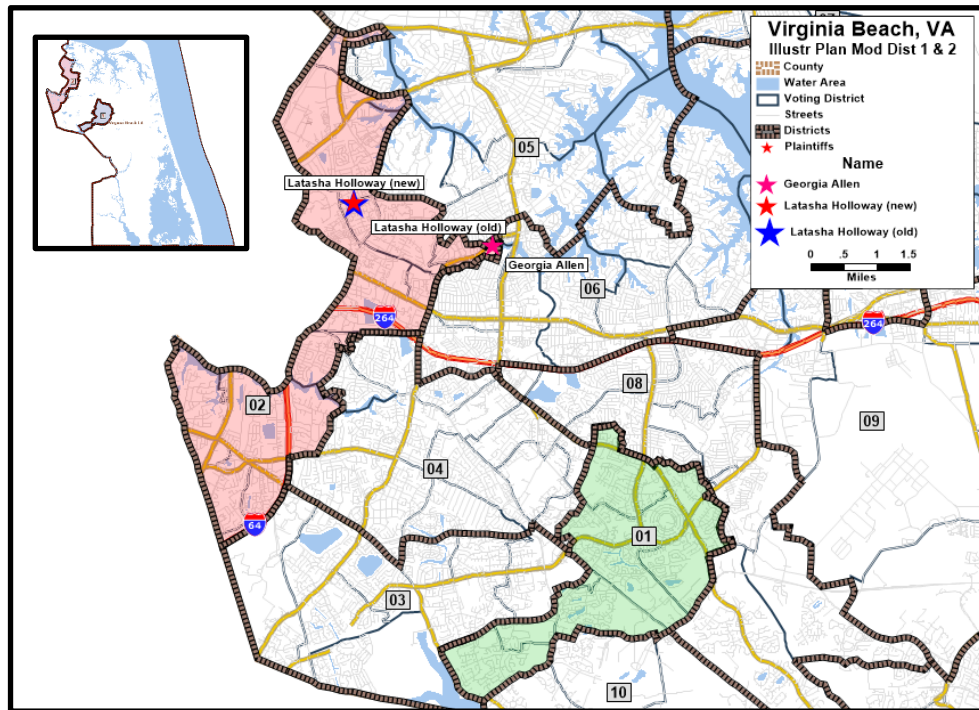 Virginia Beach, VA
Illustr Plan Mod Dist 1 & 2
County
Water Area
Voting District
Streets
Districts
Plaintiffs
Name
Georgia Allen
Latasha Holloway (new)
Latasha Holloway (old)
0 .5 1 1.5
Miles
05
Latasha Holloway (new)
Latasha Holloway (old)
Georgia Allen
06
264
264
08
02
09
04
64
01
03
10